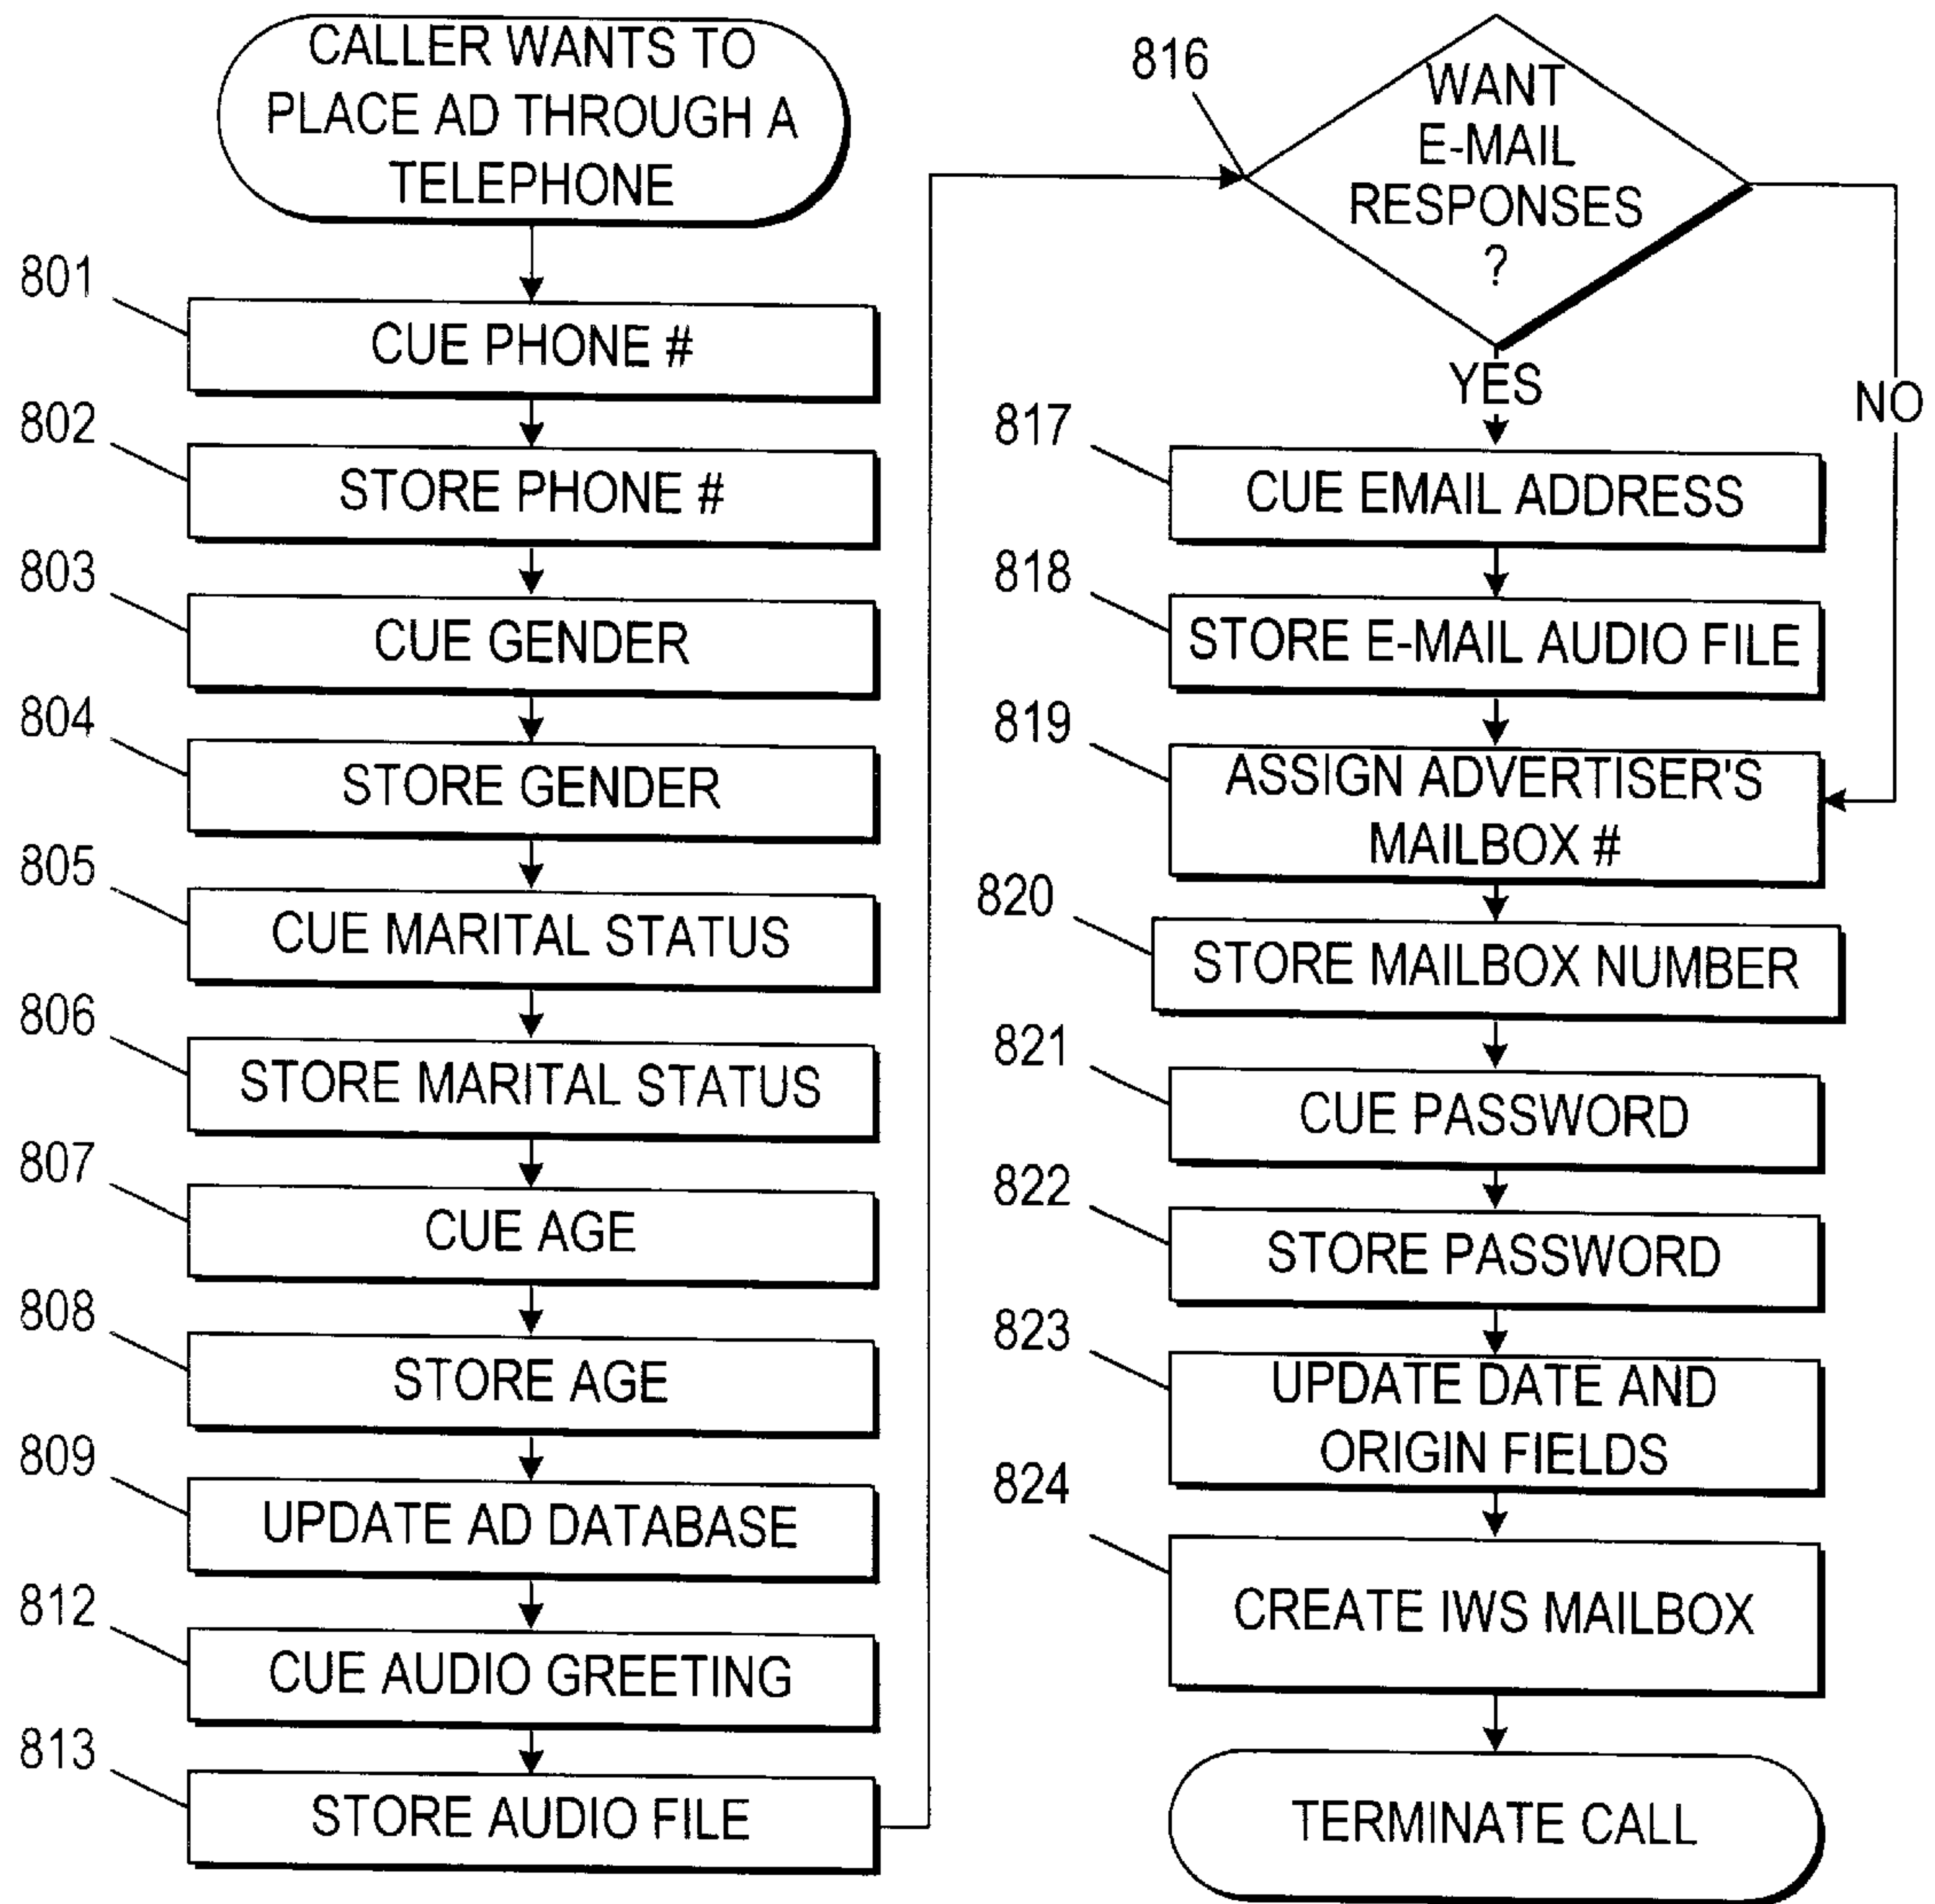 CALLER WANTS TO
PLACE AD THROUGH A
TELEPHONE
801
CUE PHONE #
802
STORE PHONE #
803
CUE GENDER
804
STORE GENDER
805
CUE MARITAL STATUS
806
STORE MARITAL STATUS
807
CUE AGE
808
STORE AGE
809
UPDATE AD DATABASE
812
CUE AUDIO GREETING
813
STORE AUDIO FILE
816
WANT
E-MAIL
RESPONSES
?
YES
NO
817
CUE EMAIL ADDRESS
818
STORE E-MAIL AUDIO FILE
819
ASSIGN ADVERTISER'S
MAILBOX #
820
STORE MAILBOX NUMBER
821
CUE PASSWORD
822
STORE PASSWORD
823
UPDATE DATE AND
ORIGIN FIELDS
824
CREATE IWS MAILBOX
TERMINATE CALL